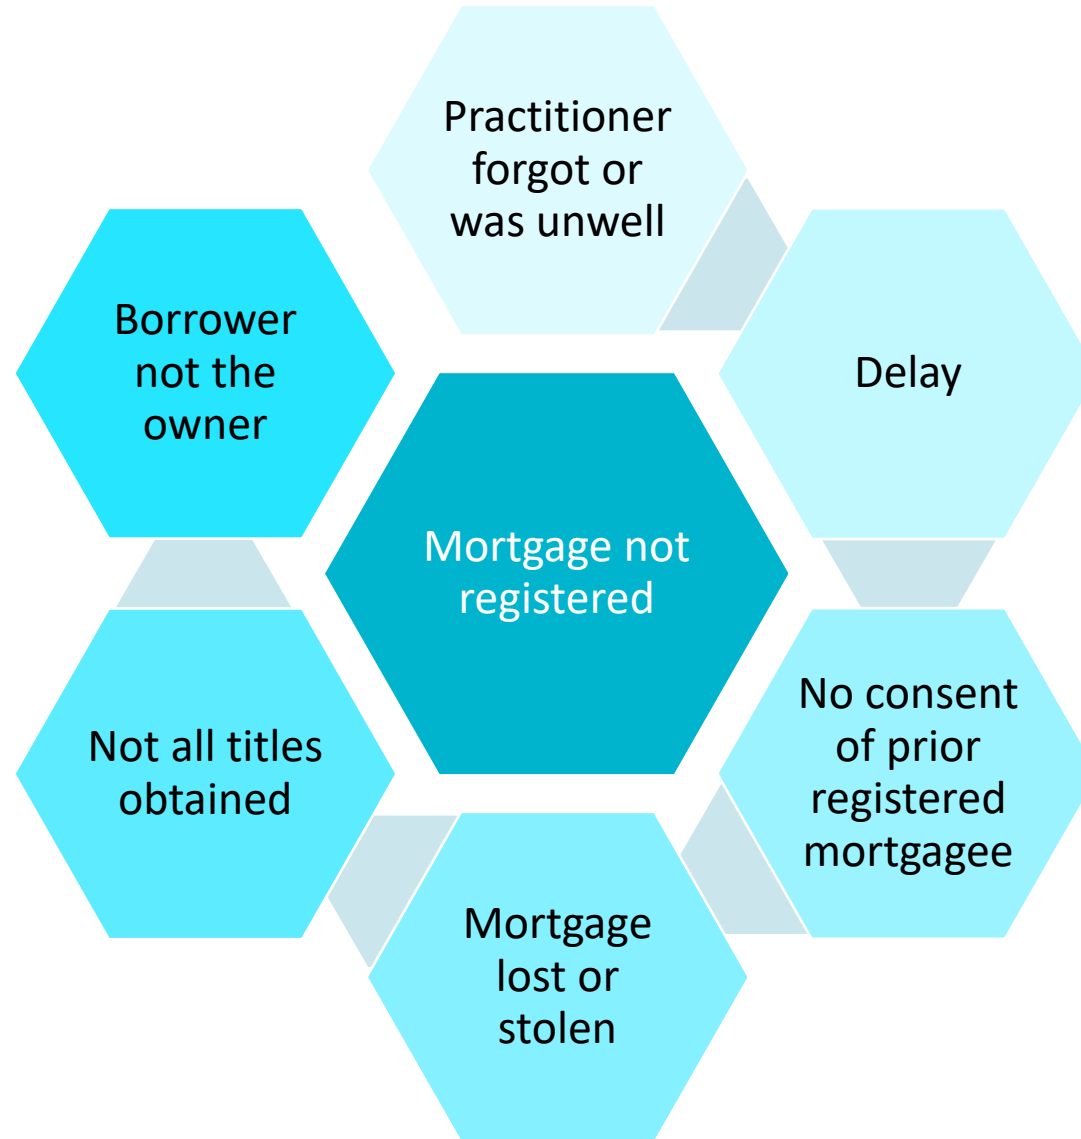 Practitioner
forgot or
was unwell
Borrower
not the
owner
Delay
Mortgage not
registered
Not all titles
obtained
No consent
of prior
registered
mortgagee
Mortgage
lost or
stolen